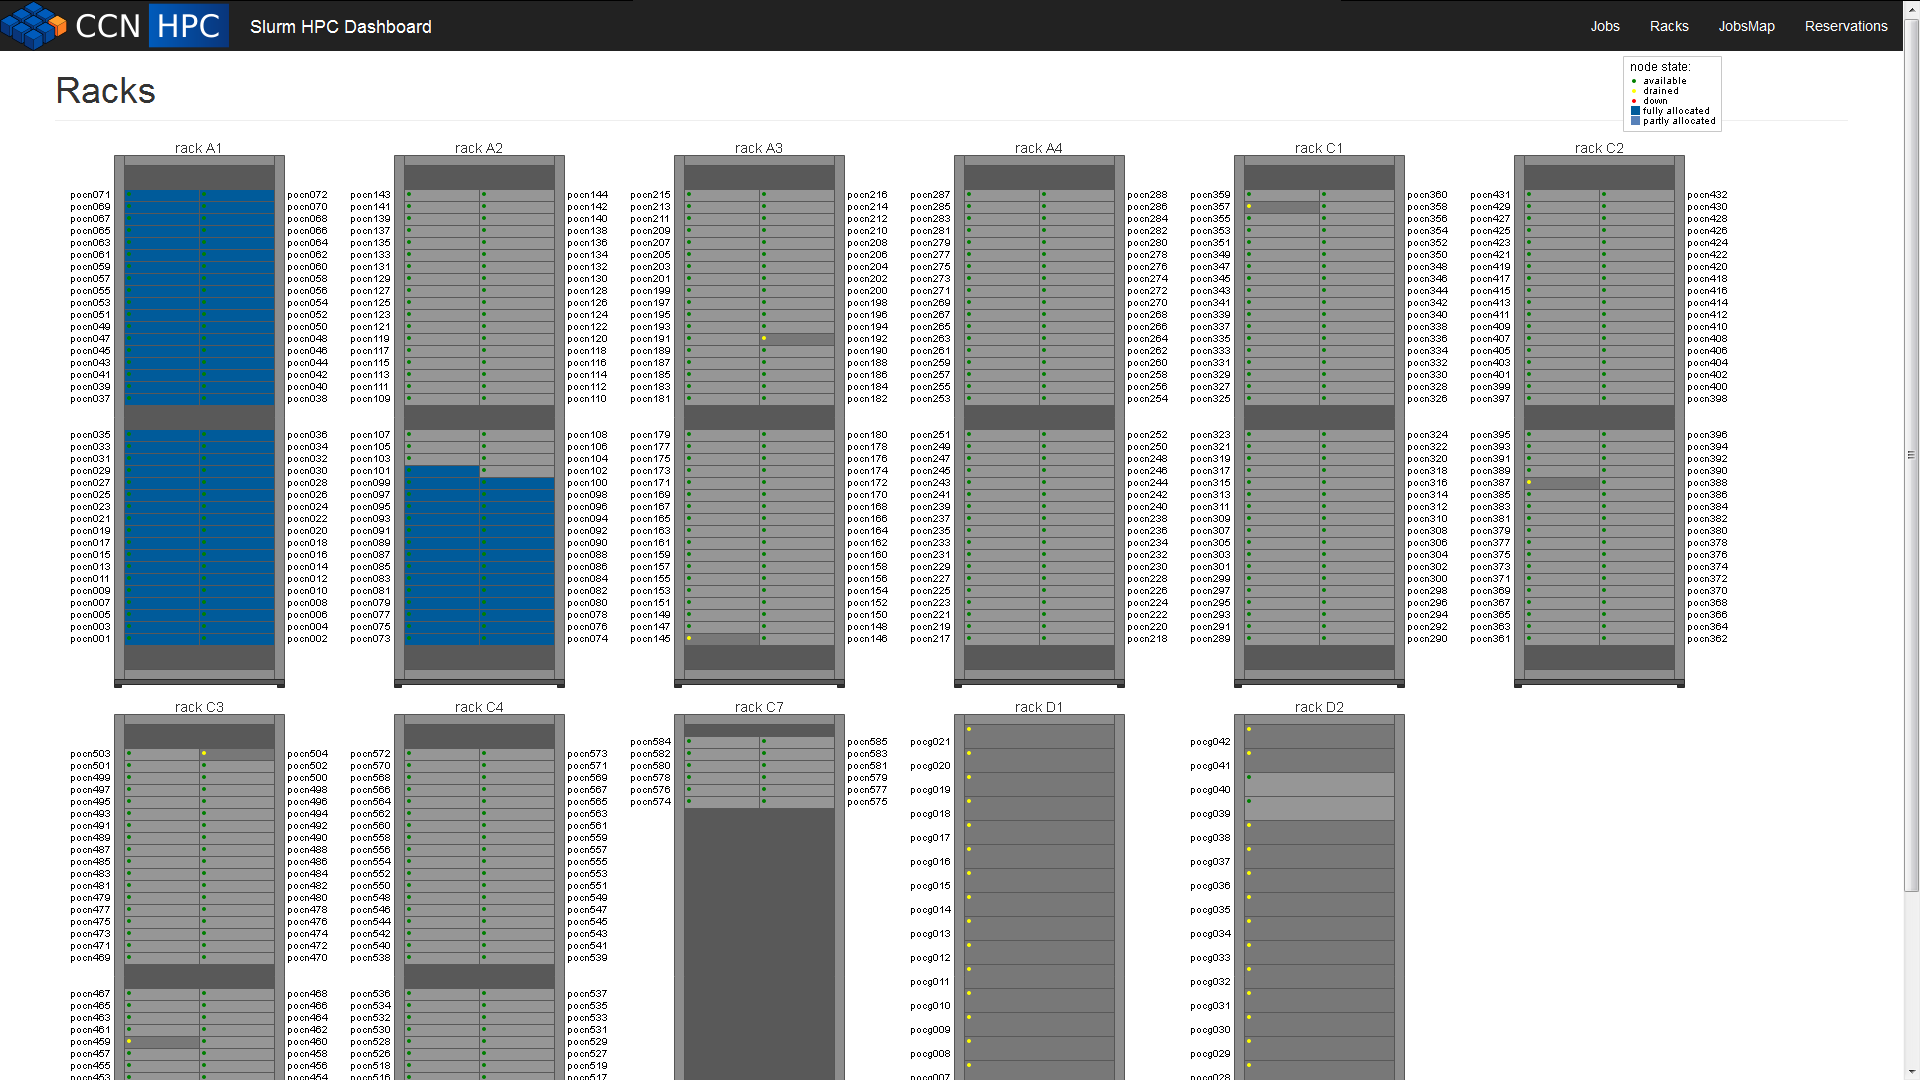 CCN HPC Slurm HPC Dashboard Jobs Racks JobsMap Reservations
Racks
node state:
available
drained
down
fully allocated
partly allocated
rack A1 rack A2 rack A3 rack A4 rack C1 rack C2
pocn071 pocn072 pocn143 pocn144 pocn215 pocn216 pocn287 pocn288 pocn359 pocn360 pocn431 pocn432
pocn069 pocn070 pocn141 pocn142 pocn213 pocn214 pocn285 pocn286 pocn357 pocn358 pocn429 pocn430
pocn067 pocn068 pocn139 pocn140 pocn211 pocn212 pocn283 pocn284 pocn355 pocn356 pocn427 pocn428
pocn065 pocn066 pocn137 pocn138 pocn209 pocn210 pocn281 pocn282 pocn353 pocn354 pocn425 pocn426
pocn063 pocn064 pocn135 pocn136 pocn207 pocn208 pocn279 pocn280 pocn351 pocn352 pocn423 pocn424
pocn061 pocn062 pocn133 pocn134 pocn205 pocn206 pocn277 pocn278 pocn349 pocn350 pocn421 pocn422
pocn059 pocn060 pocn131 pocn132 pocn203 pocn204 pocn275 pocn276 pocn347 pocn348 pocn419 pocn420
pocn057 pocn058 pocn129 pocn130 pocn201 pocn202 pocn273 pocn274 pocn345 pocn346 pocn417 pocn418
pocn055 pocn056 pocn127 pocn128 pocn199 pocn200 pocn271 pocn272 pocn343 pocn344 pocn415 pocn416
pocn053 pocn054 pocn125 pocn126 pocn197 pocn198 pocn269 pocn270 pocn341 pocn342 pocn413 pocn414
pocn051 pocn052 pocn123 pocn124 pocn195 pocn196 pocn267 pocn268 pocn339 pocn340 pocn411 pocn412
pocn049 pocn050 pocn121 pocn122 pocn193 pocn194 pocn265 pocn266 pocn337 pocn338 pocn409 pocn410
pocn047 pocn048 pocn119 pocn120 pocn191 pocn192 pocn263 pocn264 pocn335 pocn336 pocn407 pocn408
pocn045 pocn046 pocn117 pocn118 pocn189 pocn190 pocn261 pocn262 pocn333 pocn334 pocn405 pocn406
pocn043 pocn044 pocn115 pocn116 pocn187 pocn188 pocn259 pocn260 pocn331 pocn332 pocn403 pocn404
pocn041 pocn042 pocn113 pocn114 pocn185 pocn186 pocn257 pocn258 pocn329 pocn330 pocn401 pocn402
pocn039 pocn040 pocn111 pocn112 pocn183 pocn184 pocn255 pocn256 pocn327 pocn328 pocn399 pocn400
pocn037 pocn038 pocn109 pocn110 pocn181 pocn182 pocn253 pocn254 pocn325 pocn326 pocn397 pocn398
pocn035 pocn036 pocn107 pocn108 pocn179 pocn180 pocn251 pocn252 pocn323 pocn324 pocn395 pocn396
pocn033 pocn034 pocn105 pocn106 pocn177 pocn178 pocn249 pocn250 pocn321 pocn322 pocn393 pocn394
pocn031 pocn032 pocn103 pocn104 pocn175 pocn176 pocn247 pocn248 pocn319 pocn320 pocn391 pocn392
pocn029 pocn030 pocn101 pocn102 pocn173 pocn174 pocn245 pocn246 pocn317 pocn318 pocn389 pocn390
pocn027 pocn028 pocn099 pocn100 pocn171 pocn172 pocn243 pocn244 pocn315 pocn316 pocn387 pocn388
pocn025 pocn026 pocn097 pocn098 pocn169 pocn170 pocn241 pocn242 pocn313 pocn314 pocn385 pocn386
pocn023 pocn024 pocn095 pocn096 pocn167 pocn168 pocn239 pocn240 pocn311 pocn312 pocn383 pocn384
pocn021 pocn022 pocn093 pocn094 pocn165 pocn166 pocn237 pocn238 pocn309 pocn310 pocn381 pocn382
pocn019 pocn020 pocn091 pocn092 pocn163 pocn164 pocn235 pocn236 pocn307 pocn308 pocn379 pocn380
pocn017 pocn018 pocn089 pocn090 pocn161 pocn162 pocn233 pocn234 pocn305 pocn306 pocn377 pocn378
pocn015 pocn016 pocn087 pocn088 pocn159 pocn160 pocn231 pocn232 pocn303 pocn304 pocn375 pocn376
pocn013 pocn014 pocn085 pocn086 pocn157 pocn158 pocn229 pocn230 pocn301 pocn302 pocn373 pocn374
pocn011 pocn012 pocn083 pocn084 pocn155 pocn156 pocn227 pocn228 pocn299 pocn300 pocn371 pocn372
pocn009 pocn010 pocn081 pocn082 pocn153 pocn154 pocn225 pocn226 pocn297 pocn298 pocn369 pocn370
pocn007 pocn008 pocn079 pocn080 pocn151 pocn152 pocn223 pocn224 pocn295 pocn296 pocn367 pocn368
pocn005 pocn006 pocn077 pocn078 pocn149 pocn150 pocn221 pocn222 pocn293 pocn294 pocn365 pocn366
pocn003 pocn004 pocn075 pocn076 pocn147 pocn148 pocn219 pocn220 pocn291 pocn292 pocn363 pocn364
pocn001 pocn002 pocn073 pocn074 pocn145 pocn146 pocn217 pocn218 pocn289 pocn290 pocn361 pocn362
rack C3 rack C4 rack C7 rack D1 rack D2
pocn584 pocn585 pocg021 pocg042
pocn503 pocn504 pocn572 pocn573 pocn582 pocn583
pocn501 pocn502 pocn570 pocn571 pocn580 pocn581 pocg020 pocg041
pocn499 pocn500 pocn568 pocn569 pocn578 pocn579
pocn497 pocn498 pocn566 pocn567 pocn576 pocn577 pocg019 pocg040
pocn495 pocn496 pocn564 pocn565 pocn574 pocn575
pocn493 pocn494 pocn562 pocn563 pocg018 pocg039
pocn491 pocn492 pocn560 pocn561
pocn489 pocn490 pocn558 pocn559 pocg017 pocg038
pocn487 pocn488 pocn556 pocn557
pocn485 pocn486 pocn554 pocn555 pocg016 pocg037
pocn483 pocn484 pocn552 pocn553
pocn481 pocn482 pocn550 pocn551 pocg015 pocg036
pocn479 pocn480 pocn548 pocn549
pocn477 pocn478 pocn546 pocn547 pocg014 pocg035
pocn475 pocn476 pocn544 pocn545
pocn473 pocn474 pocn542 pocn543 pocg013 pocg034
pocn471 pocn472 pocn540 pocn541
pocn469 pocn470 pocn538 pocn539 pocg012 pocg033
pocg011 pocg032
pocn467 pocn468 pocn536 pocn537
pocn465 pocn466 pocn534 pocn535 pocg010 pocg031
pocn463 pocn464 pocn532 pocn533
pocn461 pocn462 pocn530 pocn531 pocg009 pocg030
pocn459 pocn460 pocn528 pocn529
pocn457 pocn458 pocn526 pocn527 pocg008 pocg029
pocn455 pocn456 pocn518 pocn519
pocn453 pocn454 pocn516 pocn517 pocg007 pocg028